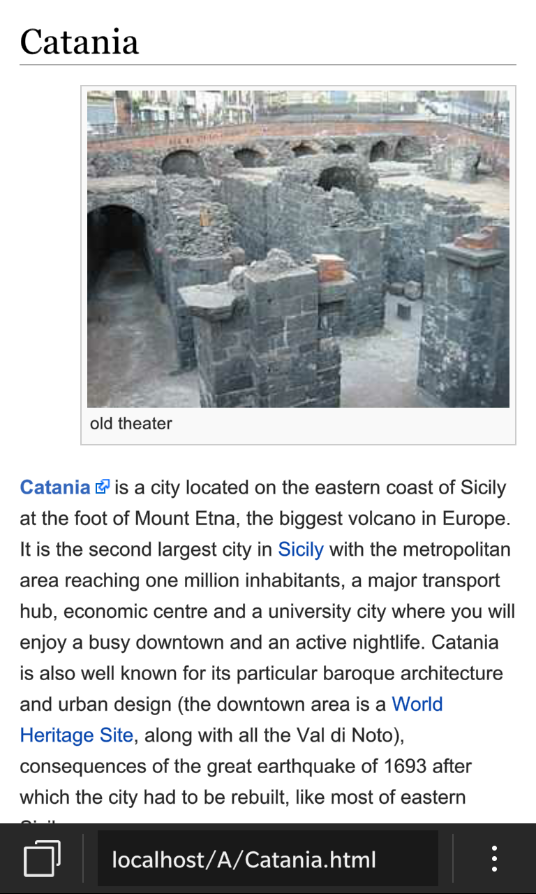 Catania
old theater
Catania is a city located on the eastern coast of Sicily
at the foot of Mount Etna, the biggest volcano in Europe.
It is the second largest city in Sicily with the metropolitan
area reaching one million inhabitants, a major transport
hub, economic centre and a university city where you will
enjoy a busy downtown and an active nightlife. Catania
is also well known for its particular baroque architecture
and urban design (the downtown area is a World
Heritage Site, along with all the Val di Noto),
consequences of the great earthquake of 1693 after
which the city had to be rebuilt, like most of eastern
localhost/A/Catania.html